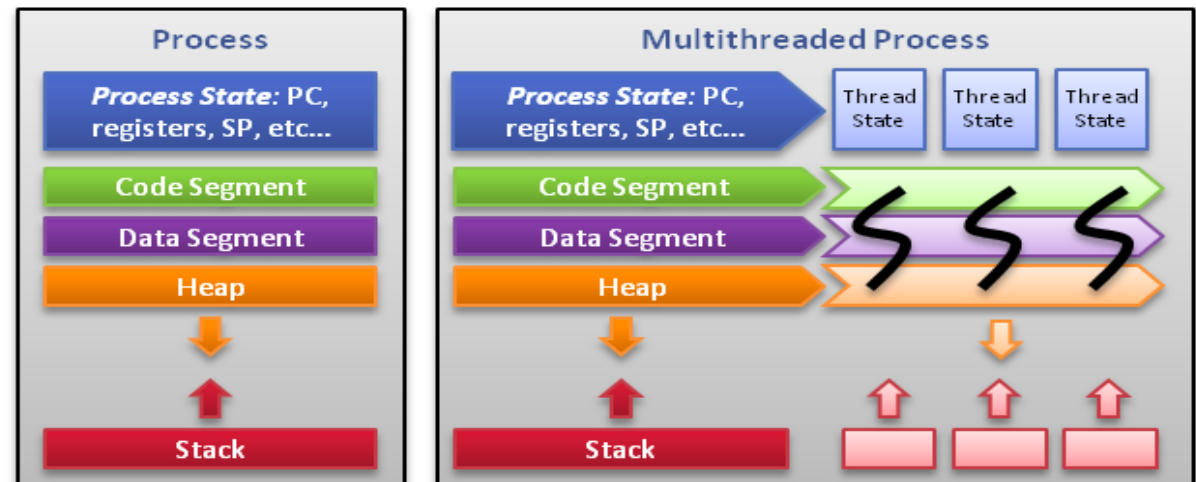 Process
Process State: PC,
registers, SP, etc...
Code Segment
Data Segment
Heap
Stack
Multithreaded Process
Process State: PC,
registers, SP, etc...
Thread
State
Thread
State
Thread
State
Code Segment
Data Segment
Heap
Stack